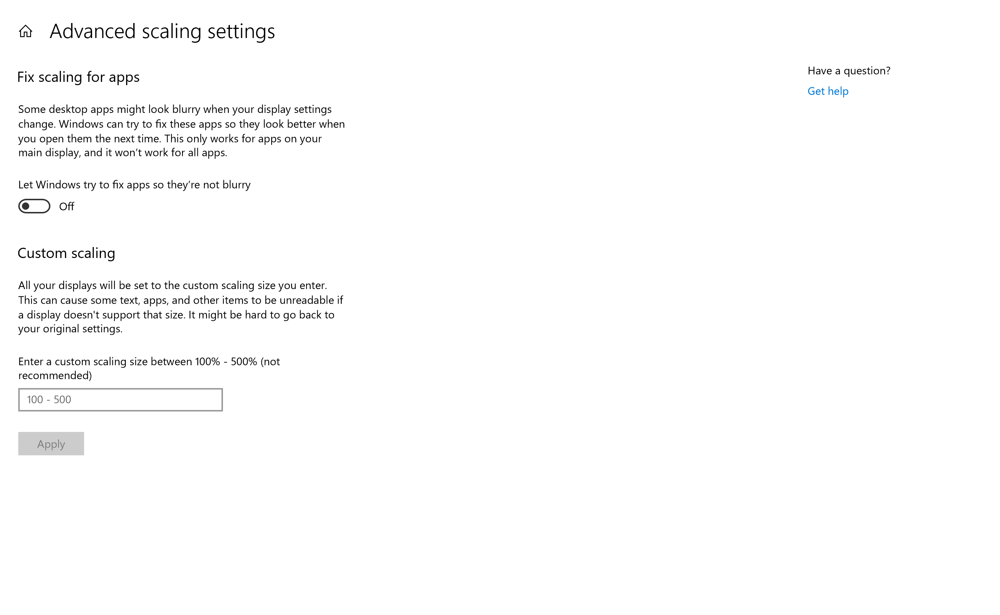 Advanced scaling settings
Fix scaling for apps
Some desktop apps might look blurry when your display settings
change. Windows can try to fix these apps so they look better when
you open them the next time. This only works for apps on your
main display, and it won’t work for all apps.
Let Windows try to fix apps so they’re not blurry
Off
Custom scaling
All your displays will be set to the custom scaling size you enter.
This can cause some text, apps, and other items to be unreadable if
a display doesn't support that size. It might be hard to go back to
your original settings.
Enter a custom scaling size between 100% - 500% (not
recommended)
100 - 500
Apply
Have a question?
Get help